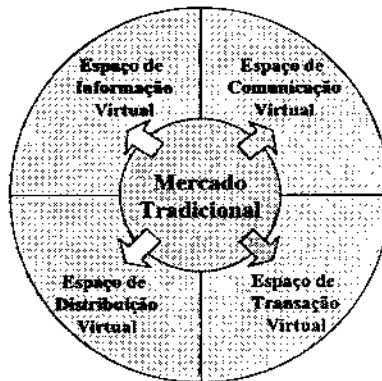 Espaço de
Informação
Virtual
Espaço de
Comunicação
Virtual
Mercado
Tradicional
Espaço de
Distribuição
Virtual
Espaço de
Transação
Virtual